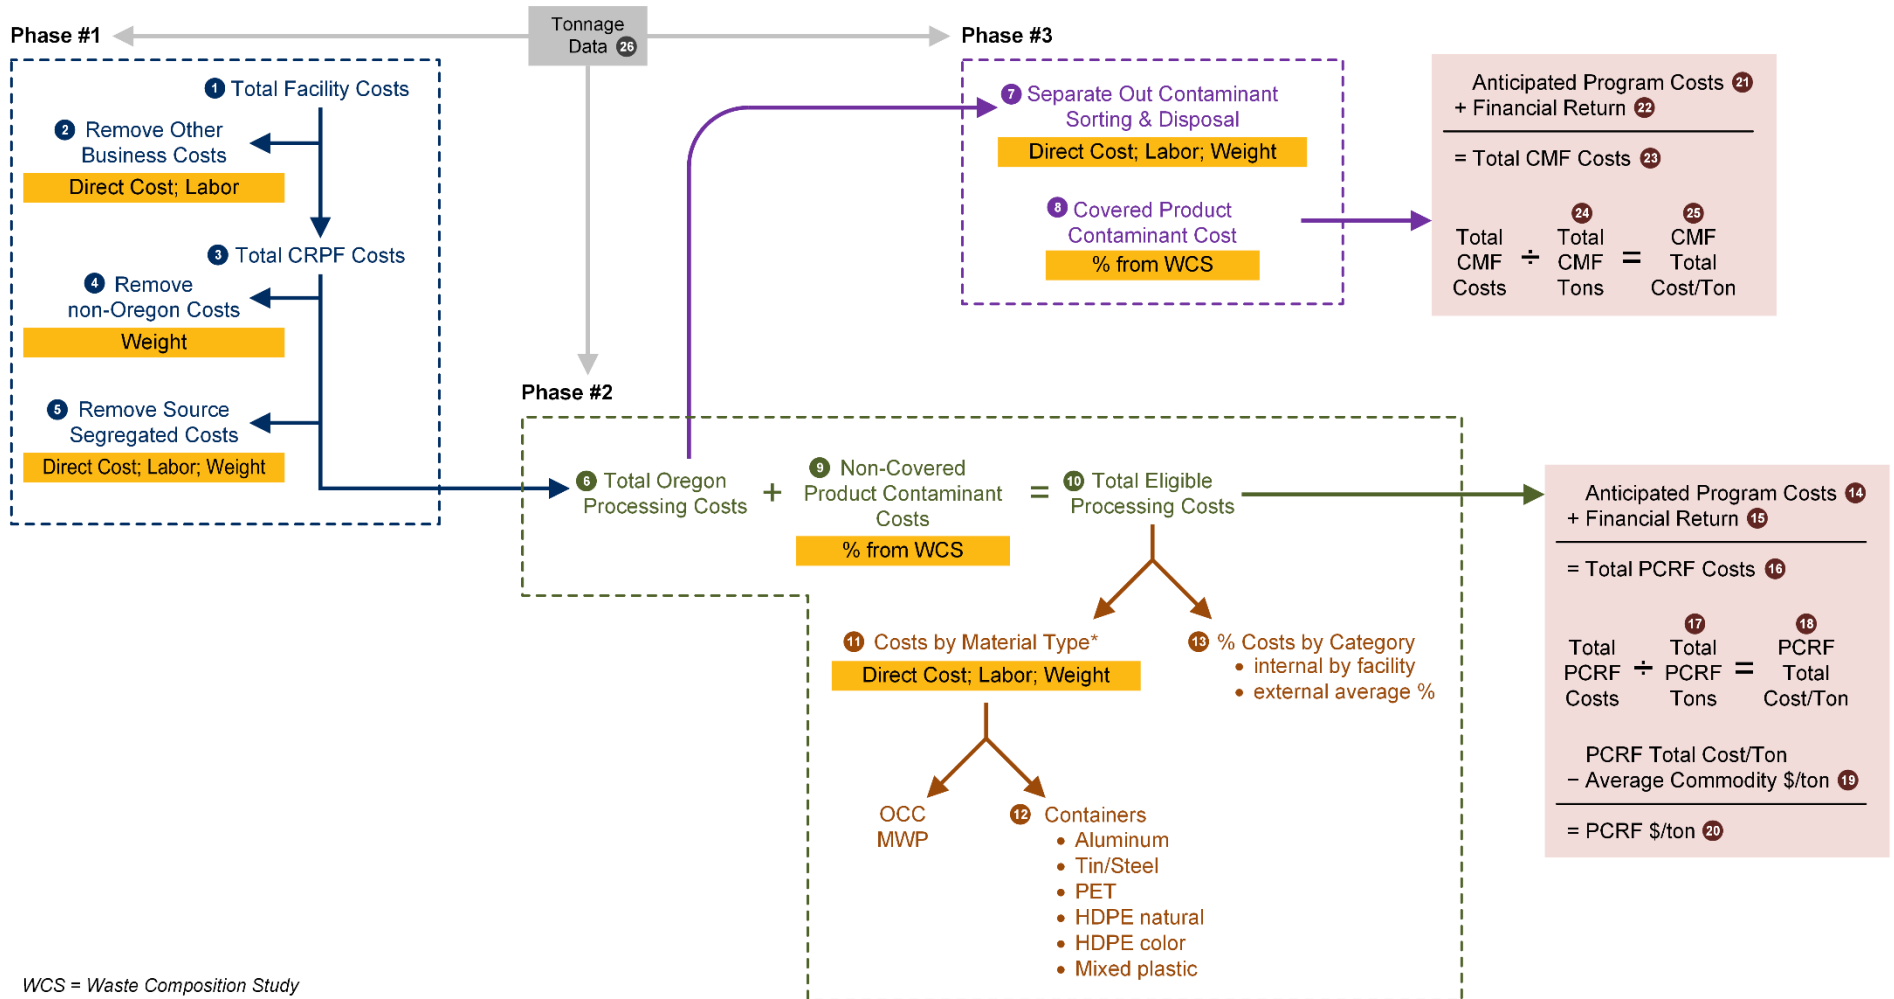 Phase #1
Tonnage
Data 26
Phase #3
1 Total Facility Costs
2 Remove Other
Business Costs
Direct Cost; Labor
3 Total CRPF Costs
4 Remove
non-Oregon Costs
Weight
5 Remove Source
Segregated Costs
Direct Cost; Labor; Weight
7 Separate Out Contaminant
Sorting & Disposal
Direct Cost; Labor; Weight
8 Covered Product
Contaminant Cost
% from WCS
Anticipated Program Costs 21
+ Financial Return 22
= Total CMF Costs 23
24 25
Total Total CMF
CMF ÷ CMF = Total
Costs Tons Cost/Ton
Phase #2
6 Total Oregon
Processing Costs
+
9 Non-Covered
Product Contaminant
Costs
% from WCS
=
10 Total Eligible
Processing Costs
11 Costs by Material Type*
Direct Cost; Labor; Weight
13 % Costs by Category
• internal by facility
• external average %
OCC
MWP
12 Containers
• Aluminum
• Tin/Steel
• PET
• HDPE natural
• HDPE color
• Mixed plastic
Anticipated Program Costs 14
+ Financial Return 15
= Total PCRF Costs 16
17 18
Total Total PCRF
PCRF ÷ PCRF = Total
Costs Tons Cost/Ton
PCRF Total Cost/Ton
− Average Commodity $/ton 19
= PCRF $/ton 20
WCS = Waste Composition Study